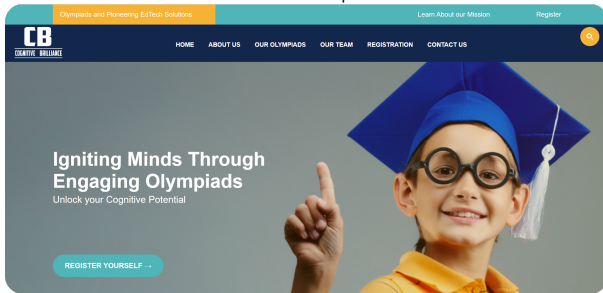 Olympiads and Pioneering EdTech Solutions
Learn About our Mission
Register
CB
COGNITIVE BRILLIANCE
HOME
ABOUT US
OUR OLYMPIADS
OUR TEAM
REGISTRATION
CONTACT US
Igniting Minds Through
Engaging Olympiads
Unlock your Cognitive Potential
REGISTER YOURSELF →